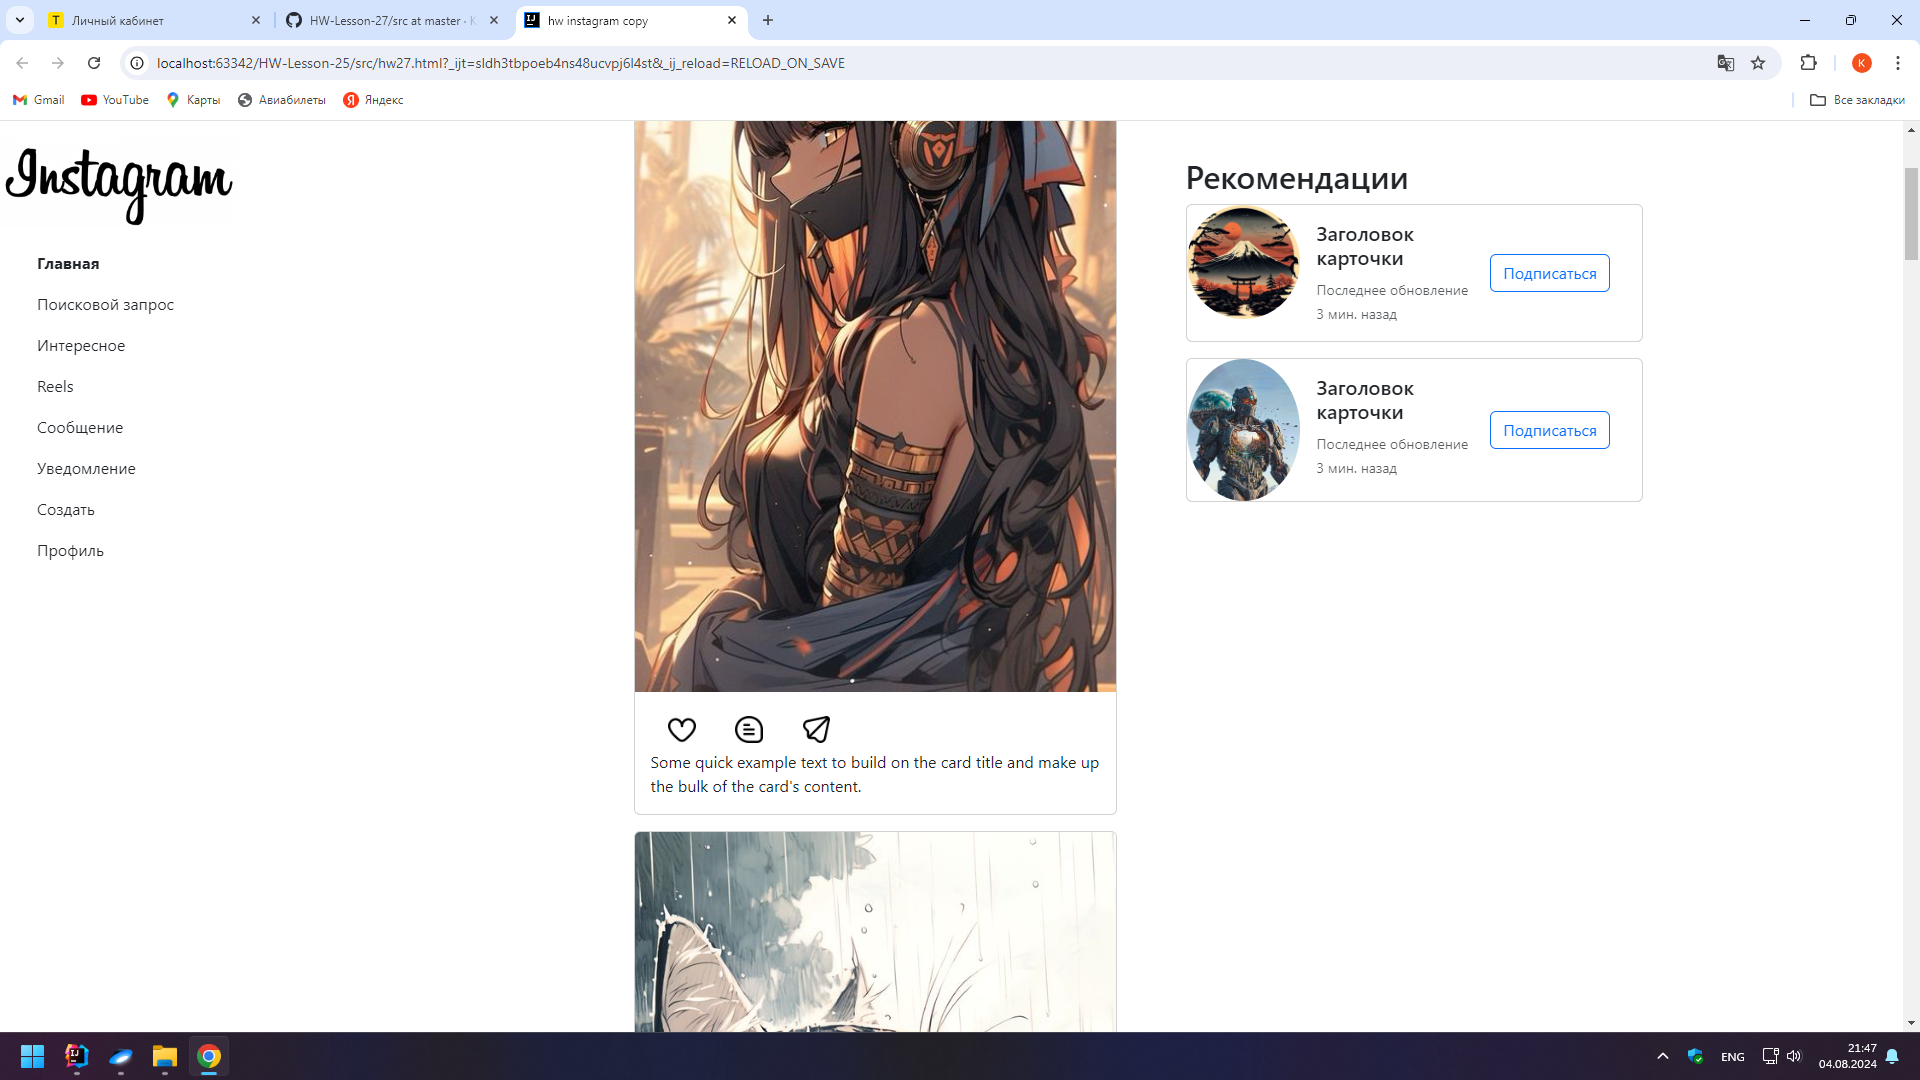 Личный кабинет
HW-Lesson-27/src at master ·
hw instagram copy
localhost:63342/HW-Lesson-25/src/hw27.html?_ijt=sldh3tbpoeb4ns48ucvpj6l4st&_ij_reload=RELOAD_ON_SAVE
K
Gmail
YouTube
Карты
Авиабилеты
Яндекс
Все закладки
Instagram
Главная
Поисковой запрос
Интересное
Reels
Сообщение
Уведомление
Создать
Профиль
Some quick example text to build on the card title and make up
the bulk of the card's content.
Рекомендации
Заголовок
карточки
Последнее обновление
3 мин. назад
Подписаться
Заголовок
карточки
Последнее обновление
3 мин. назад
Подписаться
ENG
21:47
04.08.2024